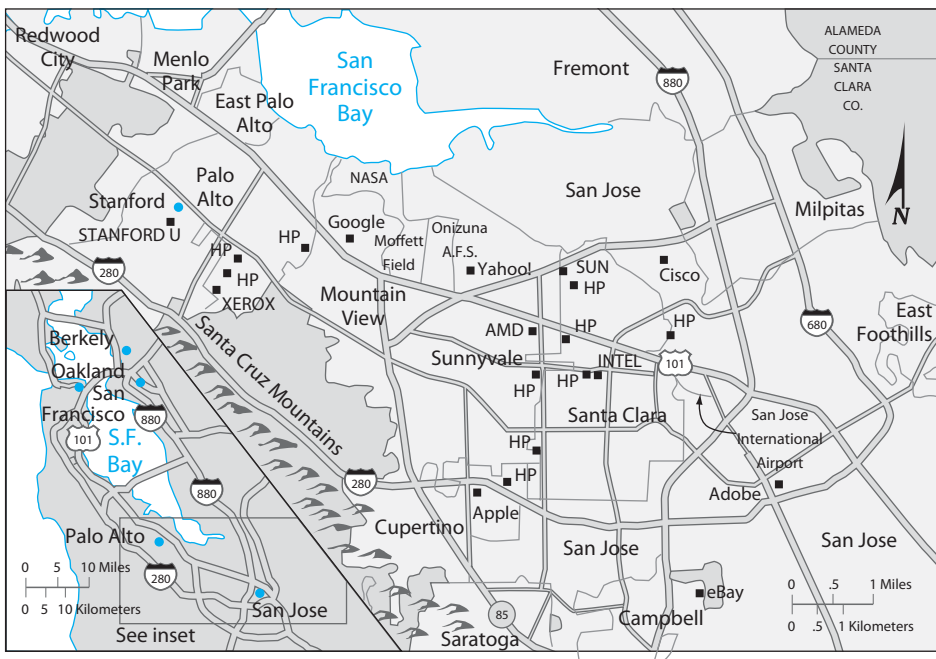 Redwood
City
Menlo
Park
San
Francisco
Bay
Fremont
880
ALAMEDA
COUNTY
SANTA
CLARA
CO.
East Palo
Alto
NASA
Palo
Alto
San Jose
Milpitas
N
Stanford
STANFORD U
Google
Moffett
Field
Onizuna
A.F.S.
HP
HP
HP
XEROX
280
Yahoo!
SUN
HP
Cisco
Mountain
View
AMD
HP
HP
680
East
Foothills
Sunnyvale
INTEL
101
HP
HP
Santa Clara
Santa Cruz Mountains
San Jose
International
Airport
HP
HP
280
Apple
Adobe
Cupertino
San Jose
San Jose
eBay
Campbell
85
Saratoga
.5 1 Miles
0
0 .5 1 Kilometers
Berkely
Oakland
San
Francisco
880
101
S.F.
Bay
880
Palo Alto
280
0 5 10 Miles
0 5 10 Kilometers
San Jose
See inset